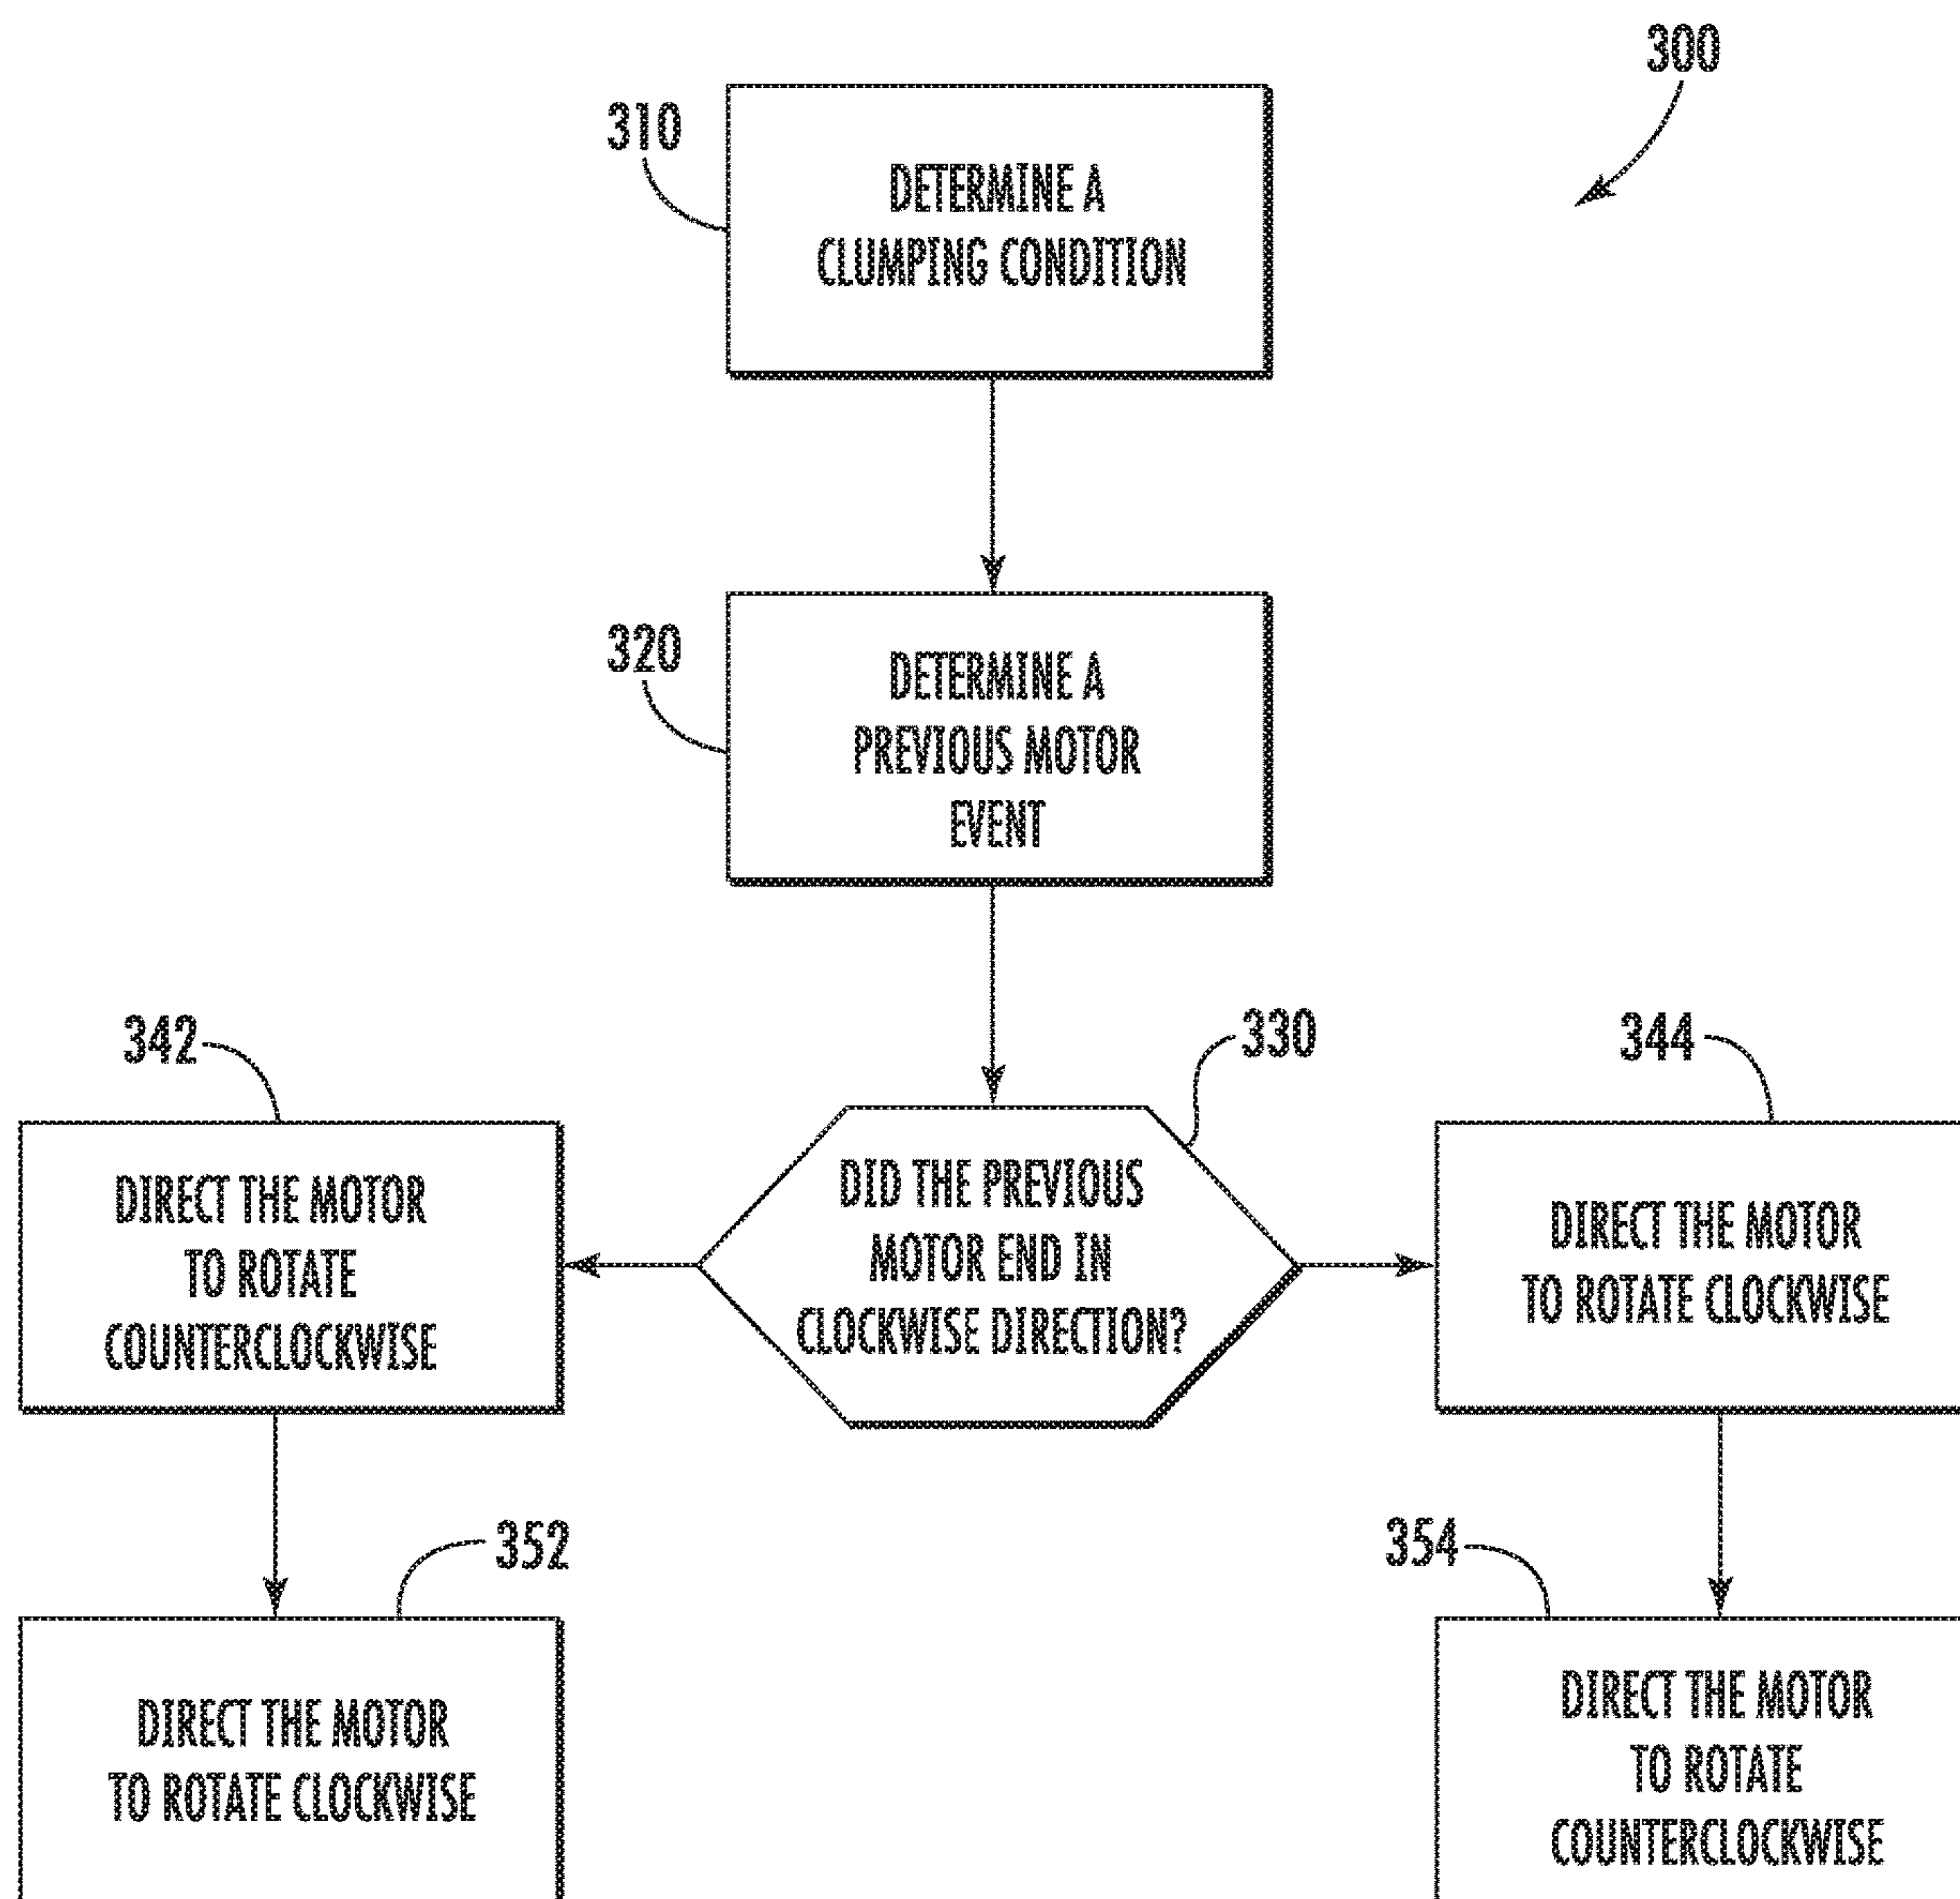 300
310
DETERMINE A
CLUMPING CONDITION
320
DETERMINE A
PREVIOUS MOTOR
EVENT
342
330
344
DIRECT THE MOTOR
TO ROTATE
COUNTERCLOCKWISE
DID THE PREVIOUS
MOTOR END IN
CLOCKWISE DIRECTION?
DIRECT THE MOTOR
TO ROTATE CLOCKWISE
352
354
DIRECT THE MOTOR
TO ROTATE CLOCKWISE
DIRECT THE MOTOR
TO ROTATE
COUNTERCLOCKWISE